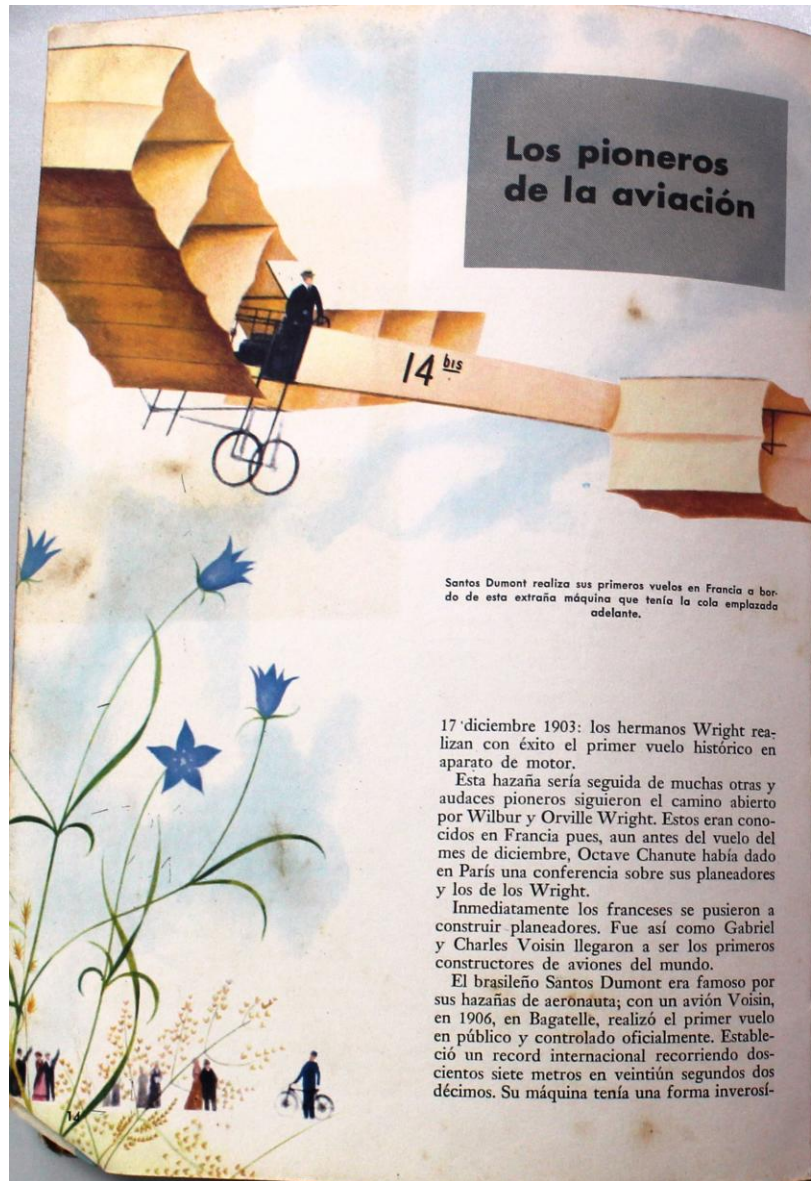 Los pioneros
de la aviación
14 bis
Santos Dumont realiza sus primeros vuelos en Francia a bor-
do de esta extraña máquina que tenía la cola emplazada
adelante.
17 diciembre 1903: los hermanos Wright rea-
lizan con éxito el primer vuelo histórico en
aparato de motor.
Esta hazaña sería seguida de muchas otras y
audaces pioneros siguieron el camino abierto
por Wilbur y Orville Wright. Estos eran cono-
cidos en Francia pues, aun antes del vuelo del
mes de diciembre, Octave Chanute había dado
en París una conferencia sobre sus planeadores
y los de los Wright.
Inmediatamente los franceses se pusieron a
construir planeadores. Fue así como Gabriel
y Charles Voisin llegaron a ser los primeros
constructores de aviones del mundo.
El brasileño Santos Dumont era famoso por
sus hazañas de aeronauta; con un avión Voisin,
en 1906, en Bagatelle, realizó el primer vuelo
en público y controlado oficialmente. Estable-
ció un record internacional recorriendo dos-
cientos siete metros en veintiún segundos dos
décimos. Su máquina tenía una forma inverosí-
14